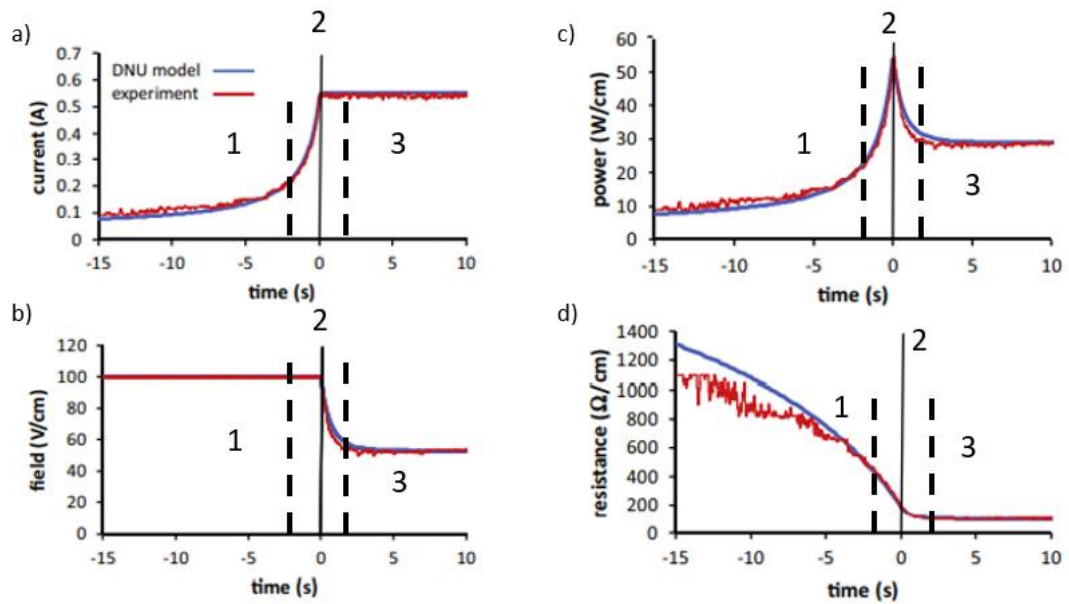 a)
2
0.7
0.6
0.5
0.4
0.3
0.2
0.1
0
DNU model
experiment
1
3
current (A)
-15 -10 -5 0 5 10
time (s)
b)
2
120
100
80
60
40
20
0
1
3
field (V/cm)
-15 -10 -5 0 5 10
time (s)
c)
2
60
50
40
30
20
10
0
1
3
power (W/cm)
-15 -10 -5 0 5 10
time (s)
d)
2
1400
1200
1000
800
600
400
200
0
1
3
resistance (Ω/cm)
-15 -10 -5 0 5 10
time (s)